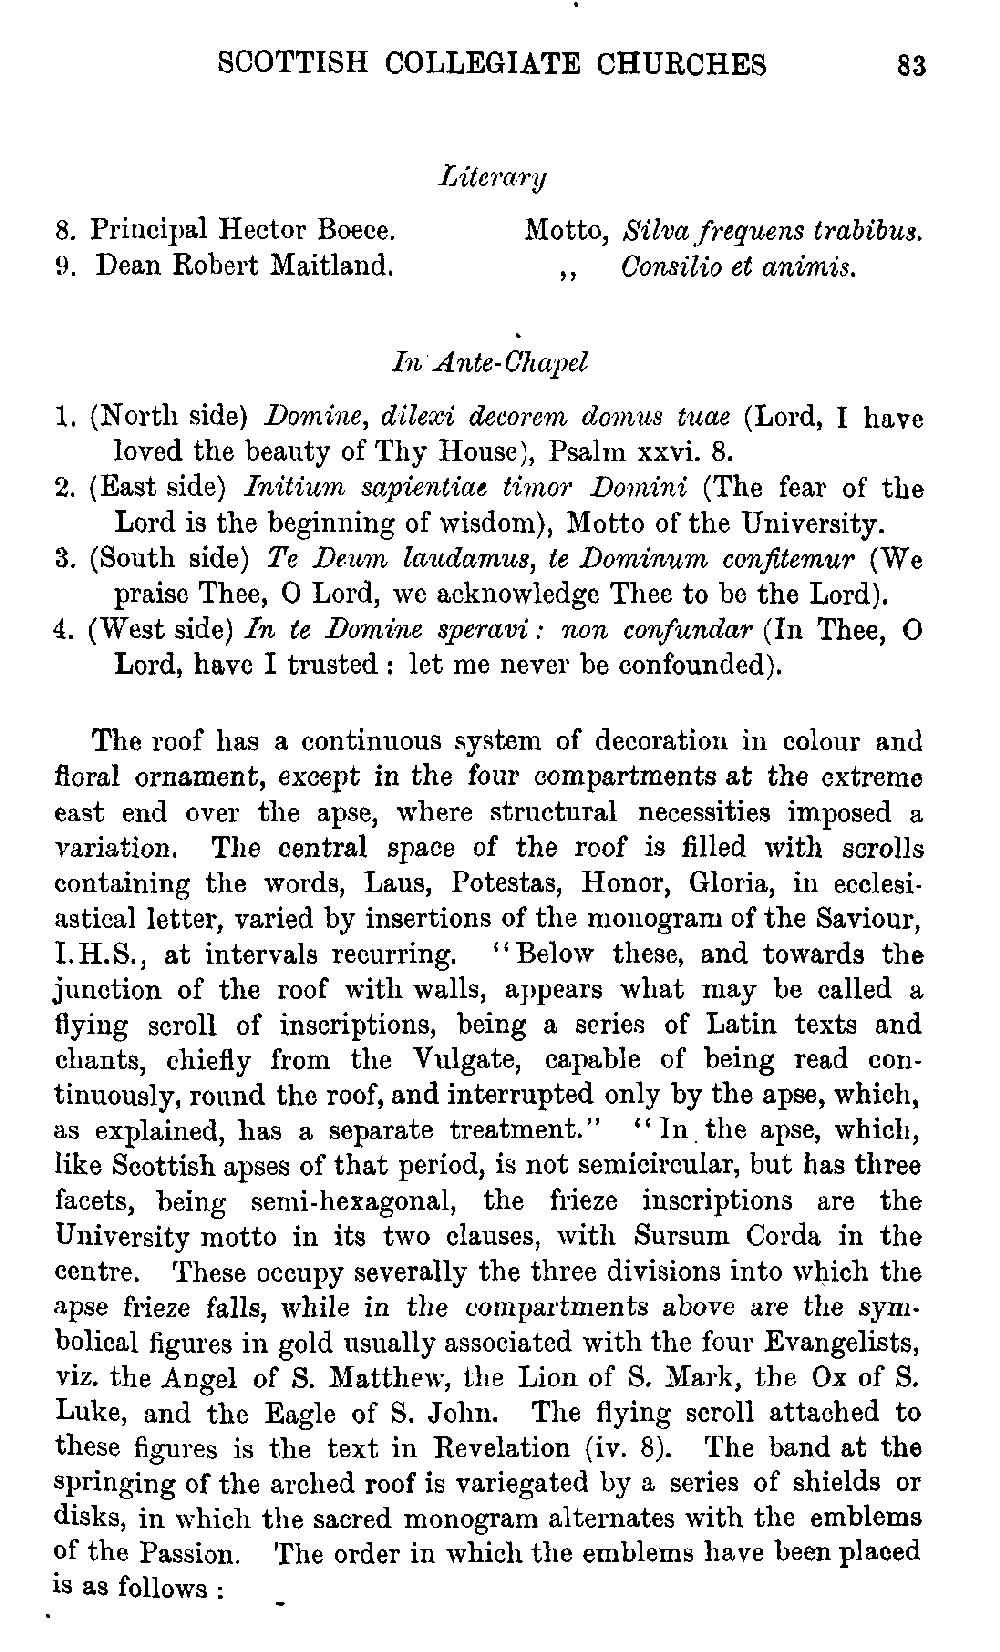 SCOTTISH COLLEGIATE CHURCHES 83
Literary
8. Principal Hector Boece. Motto, Silva frequens trabibus.
9. Dean Robert Maitland. ,, Consilio et animis.
In Ante-Chapel
1. (North side) Domine, dilexi decorem domus tuae (Lord, I have
loved the beauty of Thy House), Psalm xxvi. 8.
2. (East side) Initium sapientiae timor Domini (The fear of the
Lord is the beginning of wisdom), Motto of the University.
3. (South side) Te Deum laudamus, te Dominum confitemur (We
praise Thee, O Lord, we acknowledge Thee to be the Lord).
4. (West side) In te Domine speravi : non confundar (In Thee, O
Lord, have I trusted : let me never be confounded).
The roof has a continuous system of decoration in colour and
floral ornament, except in the four compartments at the extreme
east end over the apse, where structural necessities imposed a
variation. The central space of the roof is filled with scrolls
containing the words, Laus, Potestas, Honor, Gloria, in ecclesi-
astical letter, varied by insertions of the monogram of the Saviour,
I.H.S., at intervals recurring. "Below these, and towards the
junction of the roof with walls, appears what may be called a
flying scroll of inscriptions, being a series of Latin texts and
chants, chiefly from the Vulgate, capable of being read con-
tinuously, round the roof, and interrupted only by the apse, which,
as explained, has a separate treatment." "In the apse, which,
like Scottish apses of that period, is not semicircular, but has three
facets, being semi-hexagonal, the frieze inscriptions are the
University motto in its two clauses, with Sursum Corda in the
centre. These occupy severally the three divisions into which the
apse frieze falls, while in the compartments above are the sym-
bolical figures in gold usually associated with the four Evangelists,
viz. the Angel of S. Matthew, the Lion of S. Mark, the Ox of S.
Luke, and the Eagle of S. John. The flying scroll attached to
these figures is the text in Revelation (iv. 8). The band at the
springing of the arched roof is variegated by a series of shields or
disks, in which the sacred monogram alternates with the emblems
of the Passion. The order in which the emblems have been placed
is as follows :